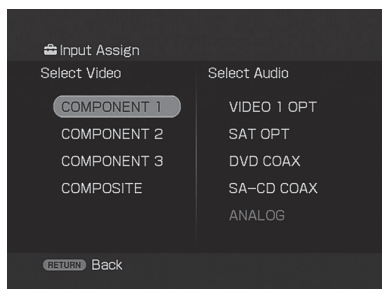 Input Assign
Select Video
Select Audio
COMPONENT 1
VIDEO 1 OPT
COMPONENT 2
SAT OPT
COMPONENT 3
DVD COAX
COMPOSITE
SA-CD COAX
ANALOG
RETURN Back